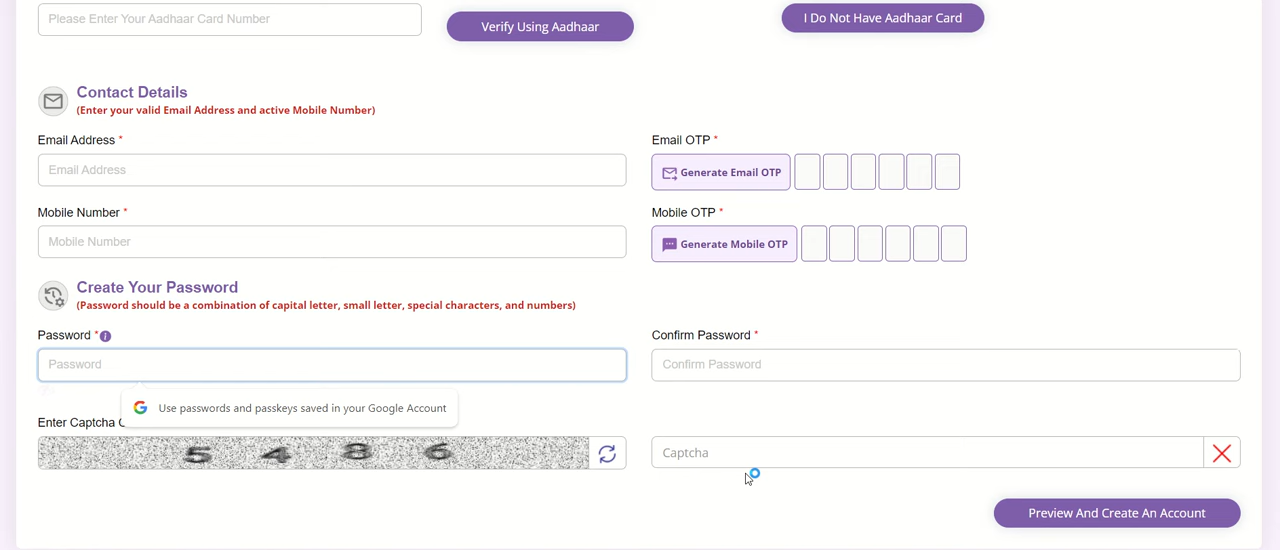 Please Enter Your Aadhaar Card Number
Verify Using Aadhaar
I Do Not Have Aadhaar Card
Contact Details
(Enter your valid Email Address and active Mobile Number)
Email Address *
Email OTP *
Email Address
Generate Email OTP
Mobile Number *
Mobile OTP *
Mobile Number
Generate Mobile OTP
Create Your Password
(Password should be a combination of capital letter, small letter, special characters, and numbers)
Password * i
Confirm Password *
Password
Confirm Password
Use passwords and passkeys saved in your Google Account
Enter Captcha C
5 4 8 6
Captcha
Preview And Create An Account